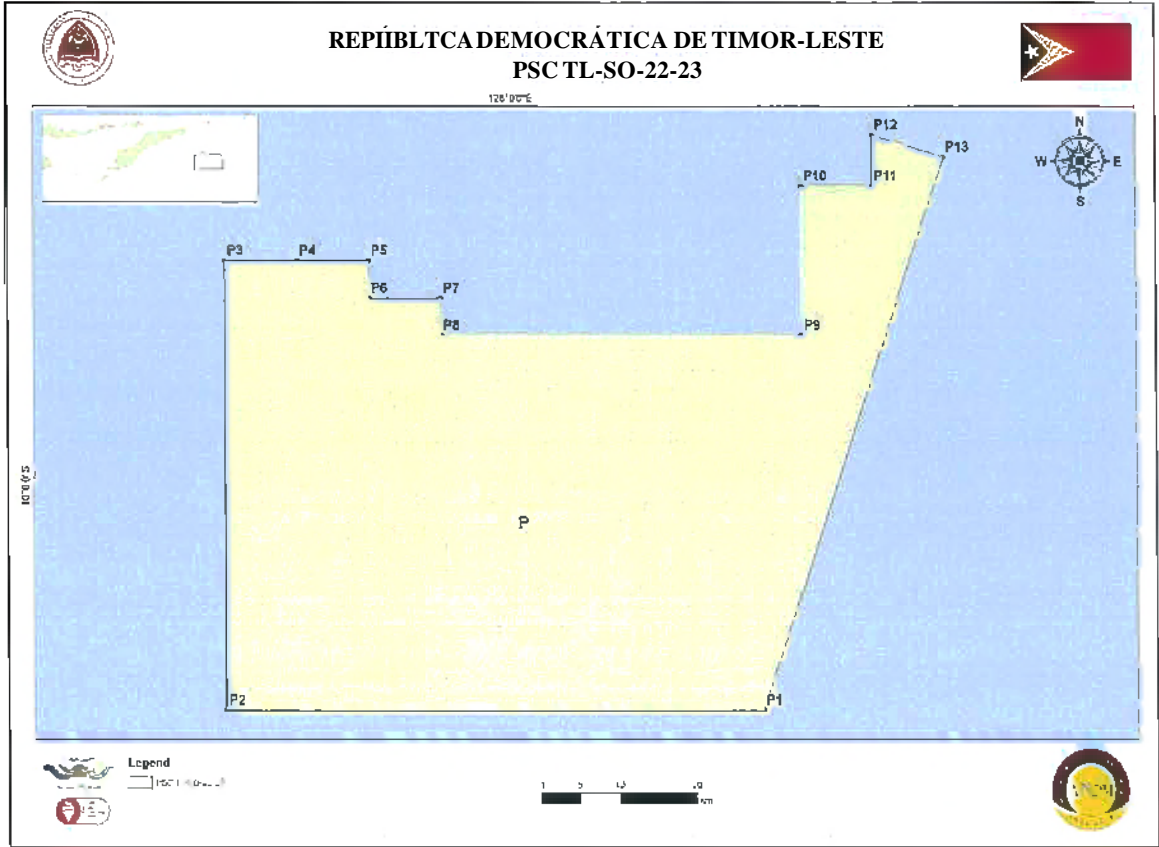 REPÍIBLTCA DEMOCRÁTICA DE TIMOR-LESTE
PSC TL-SO-22-23
N
W
E
S
P12
P13
P10
P11
P3
P4
P5
P6
P7
P8
P9
P
P2
P1
Legend